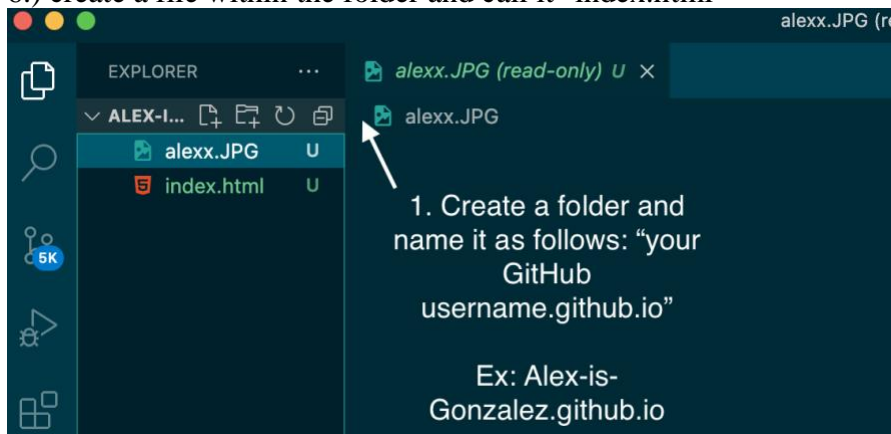 alexx.JPG (re
EXPLORER ...
alexx.JPG (read-only) U
ALEX-I...
alexx.JPG
alexx.JPG U
index.html U
5K
1. Create a folder and
name it as follows: “your
GitHub
username.github.io”
Ex: Alex-is-
Gonzalez.github.io